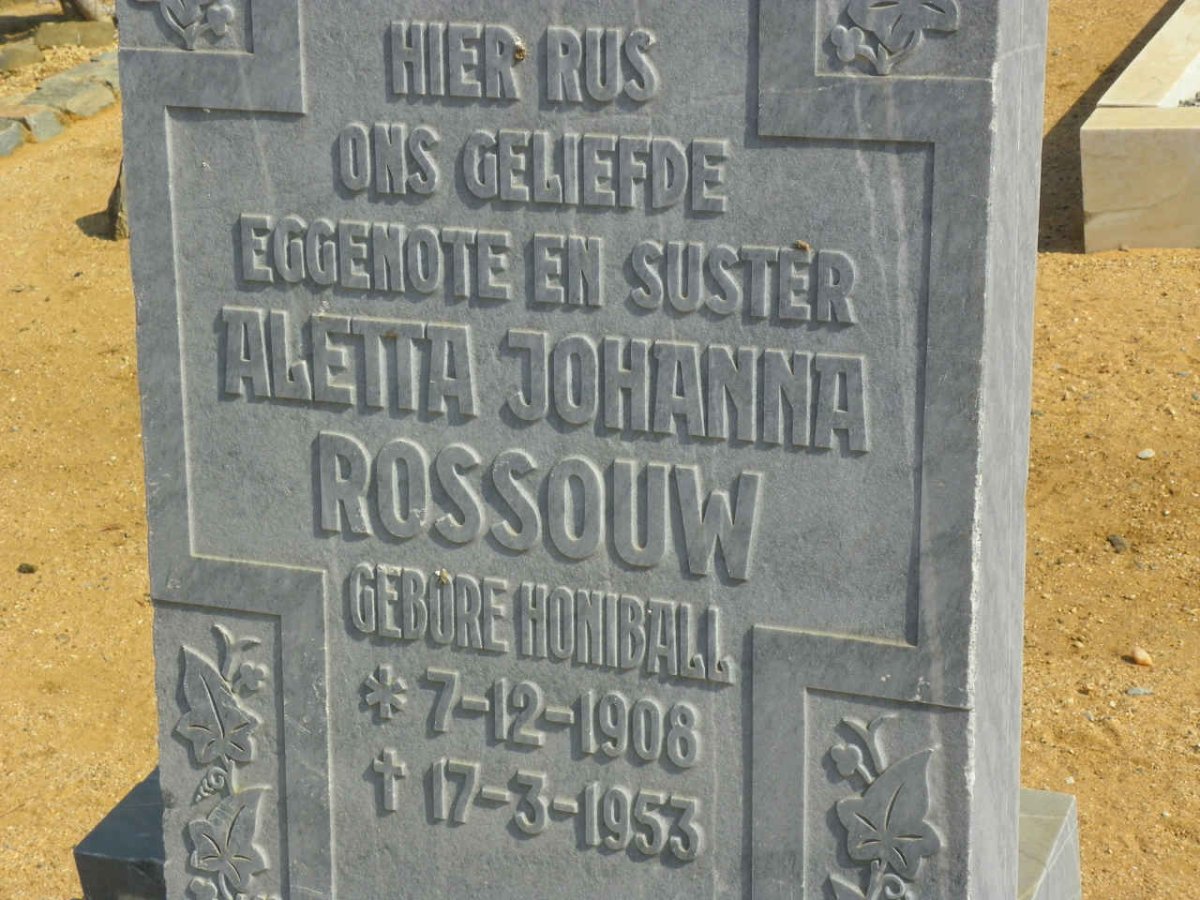 HIER RUS
ONS GELIEFDE
EGGENOTE EN SUSTER
ALETTA JOHANNA
ROSSOUW
GEBORE HONIBALL
* 7-12-1908
† 17-3-1953